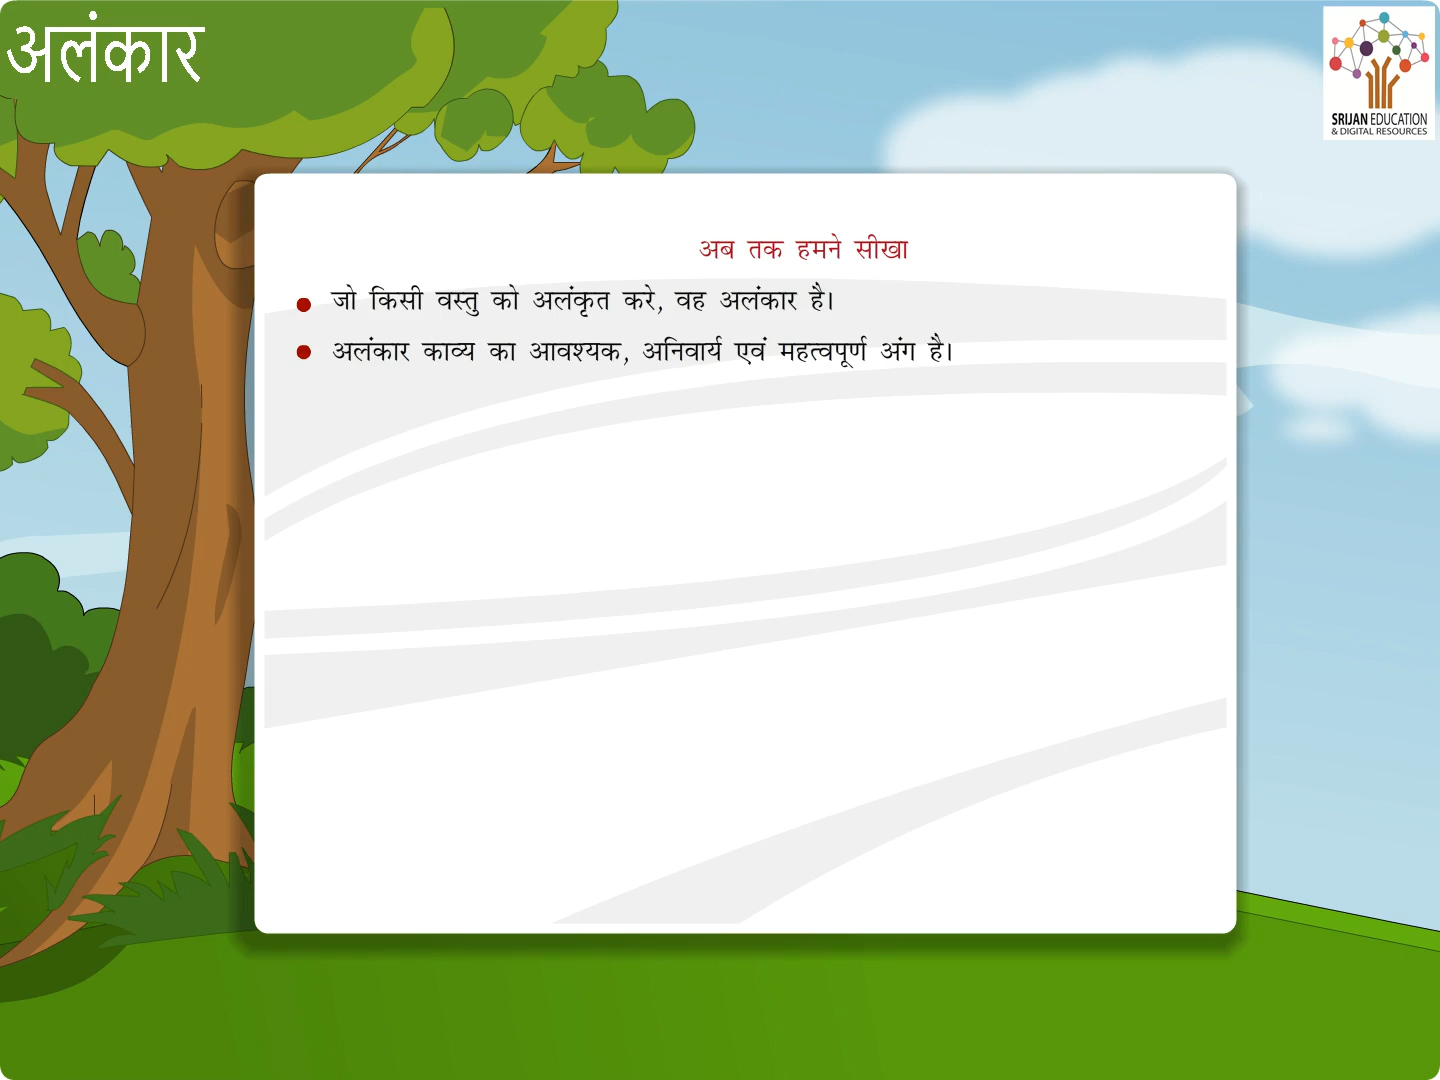 अलंकार
SRIJAN EDUCATION
& DIGITAL RESOURCES
अब तक हमने सीखा
जो किसी वस्तु को अलंकृत करे, वह अलंकार है।
अलंकार काव्य का आवश्यक, अनिवार्य एवं महत्वपूर्ण अंग है।